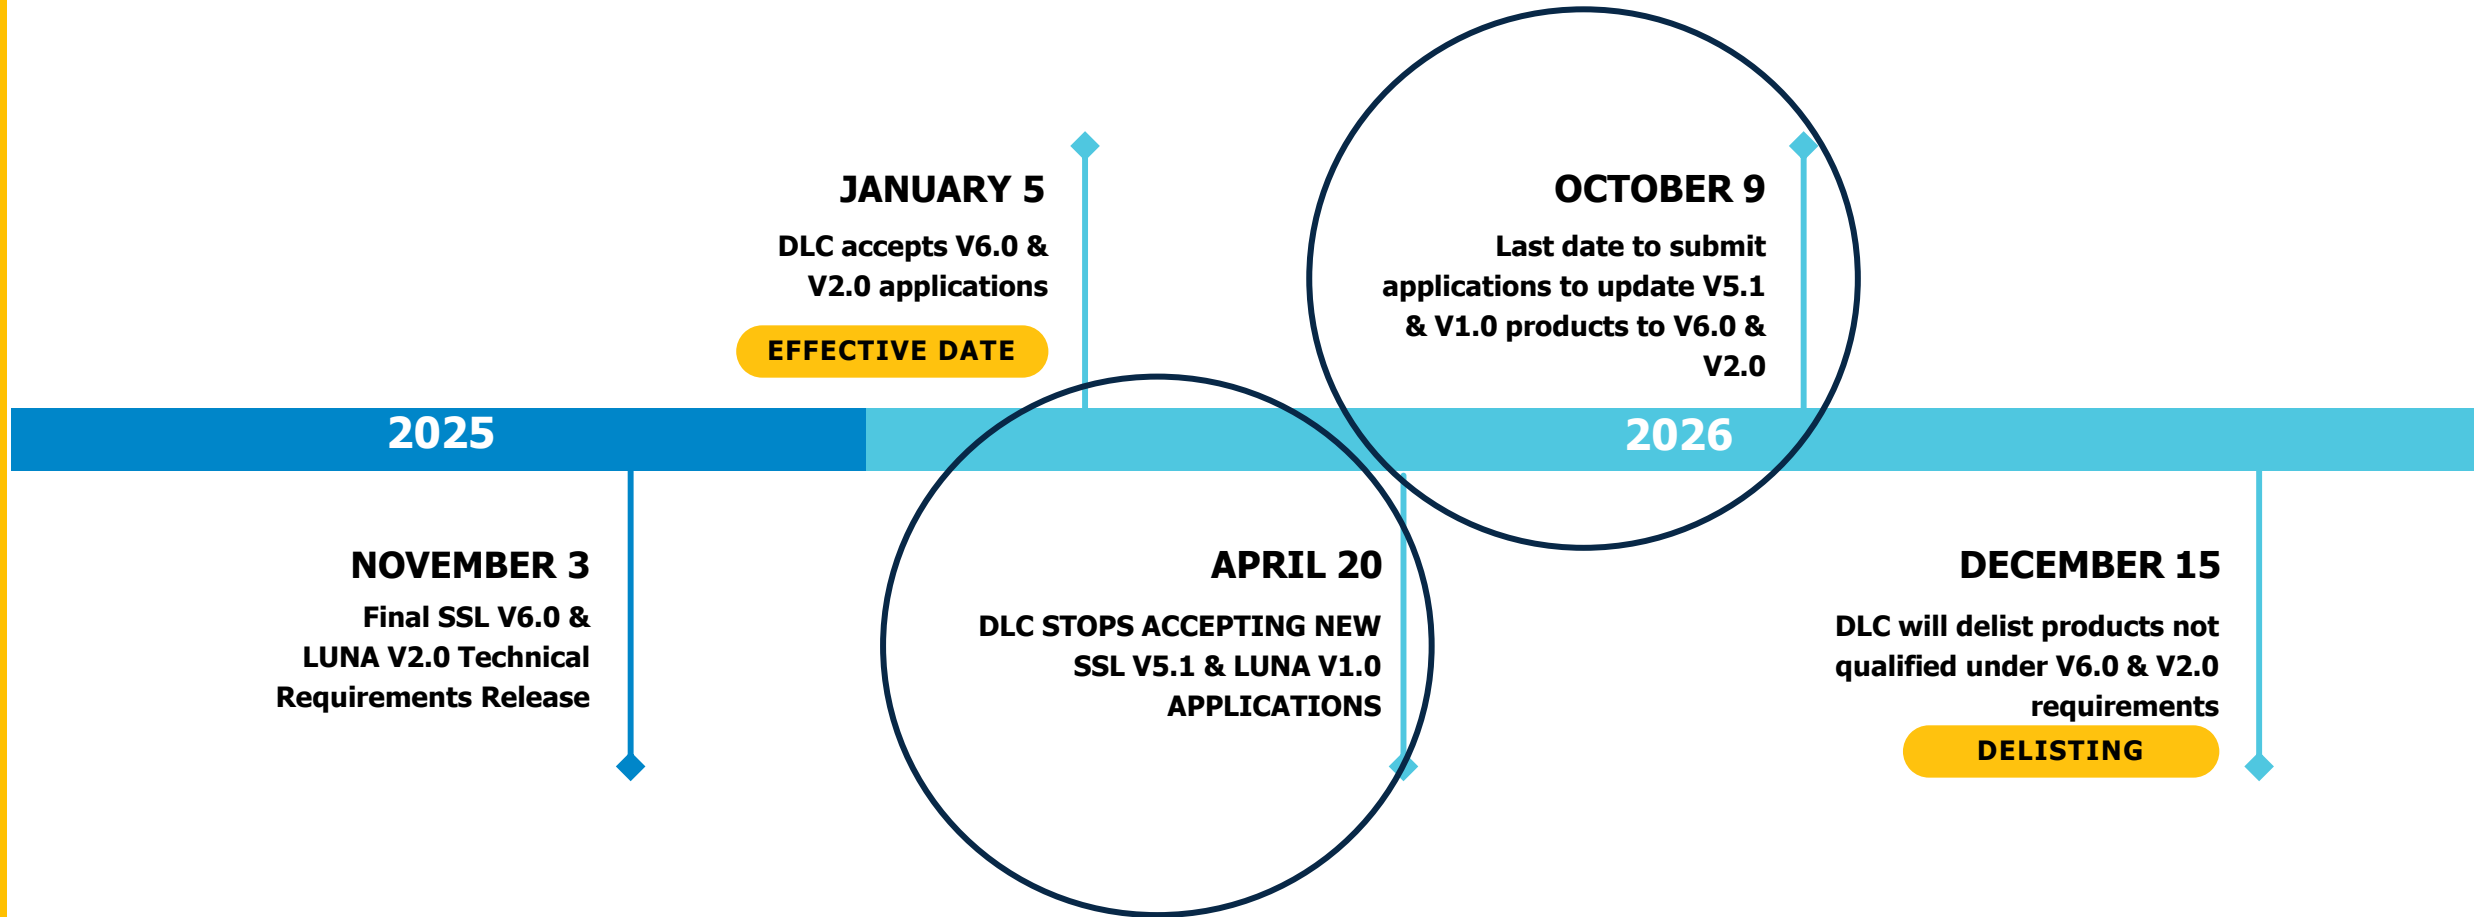 JANUARY 5
DLC accepts V6.0 &
V2.0 applications
EFFECTIVE DATE
OCTOBER 9
Last date to submit
applications to update V5.1
& V1.0 products to V6.0 &
V2.0
2025
2026
NOVEMBER 3
Final SSL V6.0 &
LUNA V2.0 Technical
Requirements Release
APRIL 20
DLC STOPS ACCEPTING NEW
SSL V5.1 & LUNA V1.0
APPLICATIONS
DECEMBER 15
DLC will delist products not
qualified under V6.0 & V2.0
requirements
DELISTING